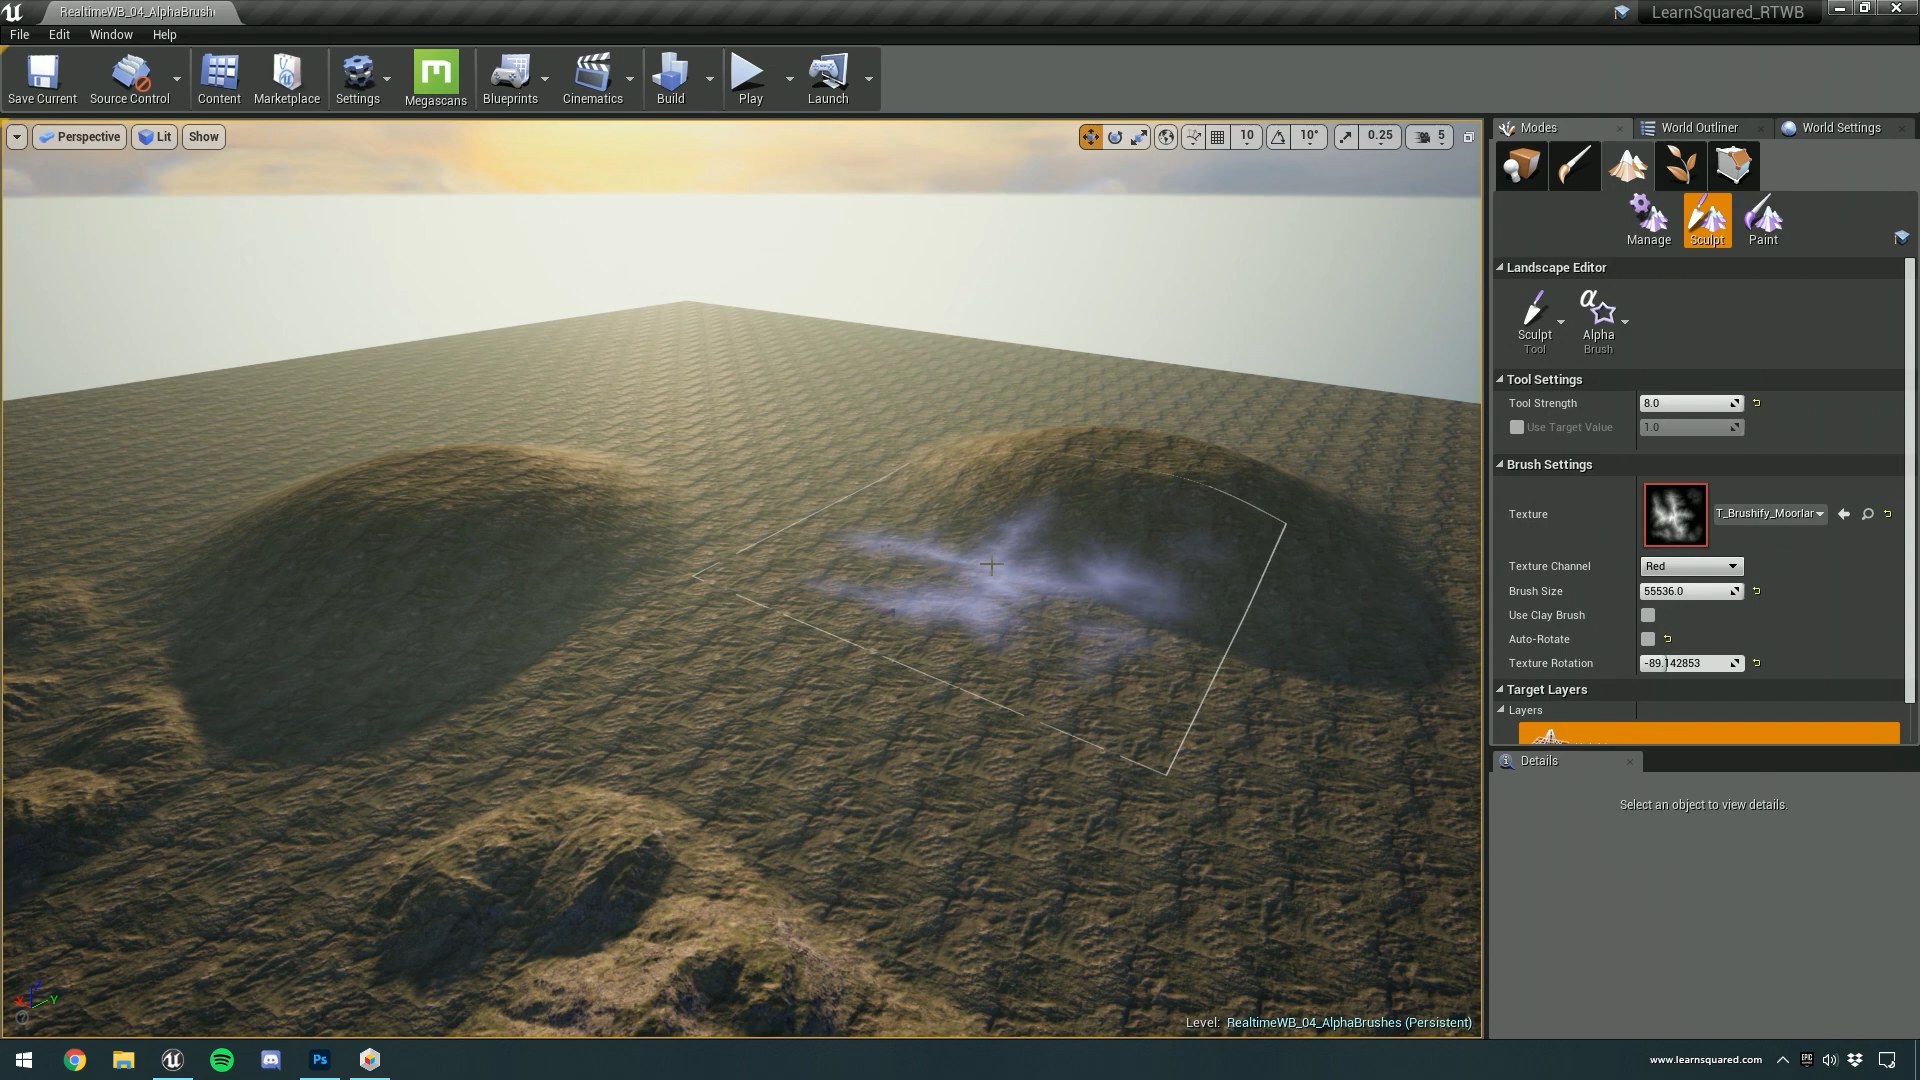 RealtimeWB_04_AlphaBrush
LearnSquared_RTWB
File Edit Window Help
Save Current
Source Control
Content
Marketplace
Settings
Megascans
Blueprints
Cinematics
Build
Play
Launch
Perspective
Lit
Show
10
10°
0.25
5
Modes
World Outliner
World Settings
Manage
Sculpt
Paint
Landscape Editor
Sculpt
Tool
α
Alpha
Brush
Tool Settings
Tool Strength 8.0
Use Target Value 1.0
Brush Settings
Texture T_Brushify_Moorlar
Texture Channel Red
Brush Size 55536.0
Use Clay Brush
Auto-Rotate
Texture Rotation -89.142853
Target Layers
Layers
Details
Select an object to view details.
X
Y
Level: RealtimeWB_04_AlphaBrushes (Persistent)
Ps
www.learnsquared.com
EPIC